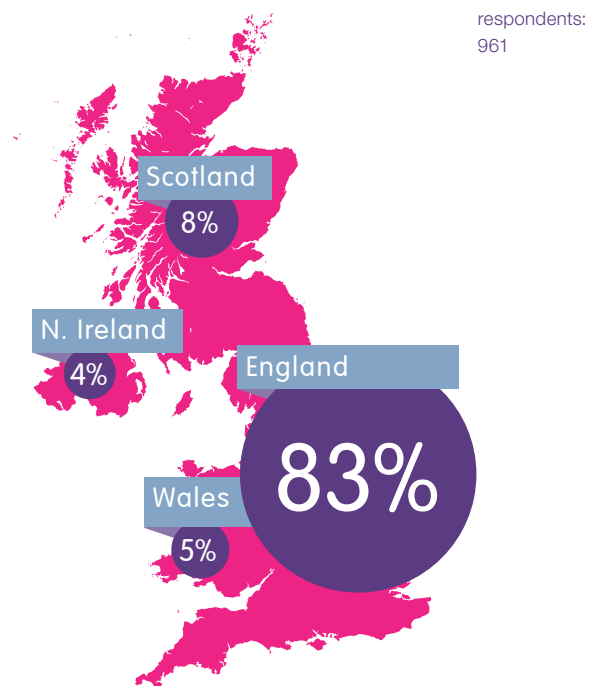 respondents:
961
Scotland
8%
N. Ireland
4%
England
83%
Wales
5%